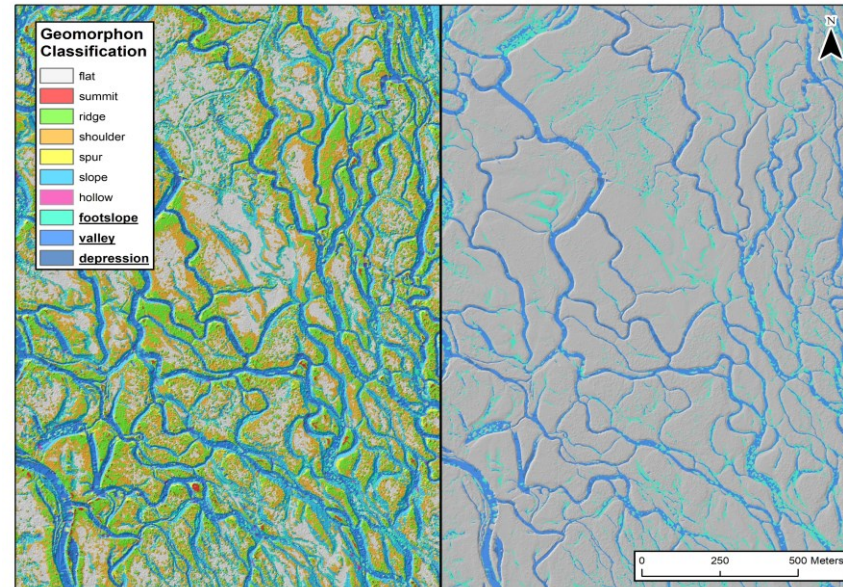 Geomorphon
Classification
flat
summit
ridge
shoulder
spur
slope
hollow
footslope
valley
depression
N
0 250 500 Meters